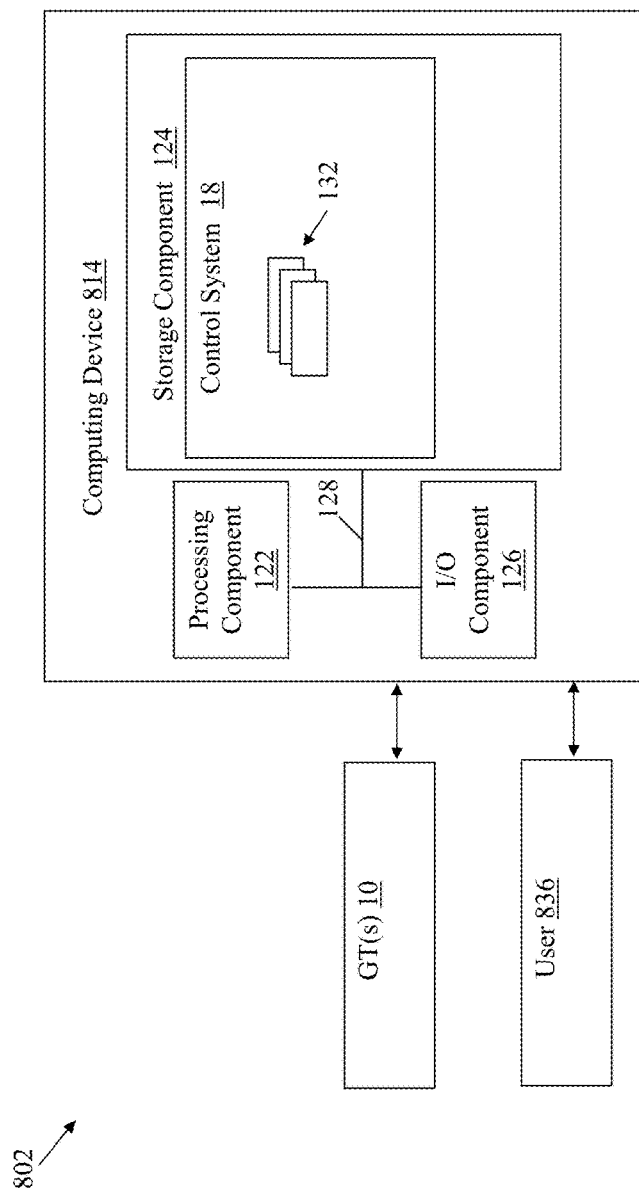 802
Computing Device 814
Storage Component 124
Control System 18
132
Processing
Component
122
128
I/O
Component
126
GT(s) 10
User 836